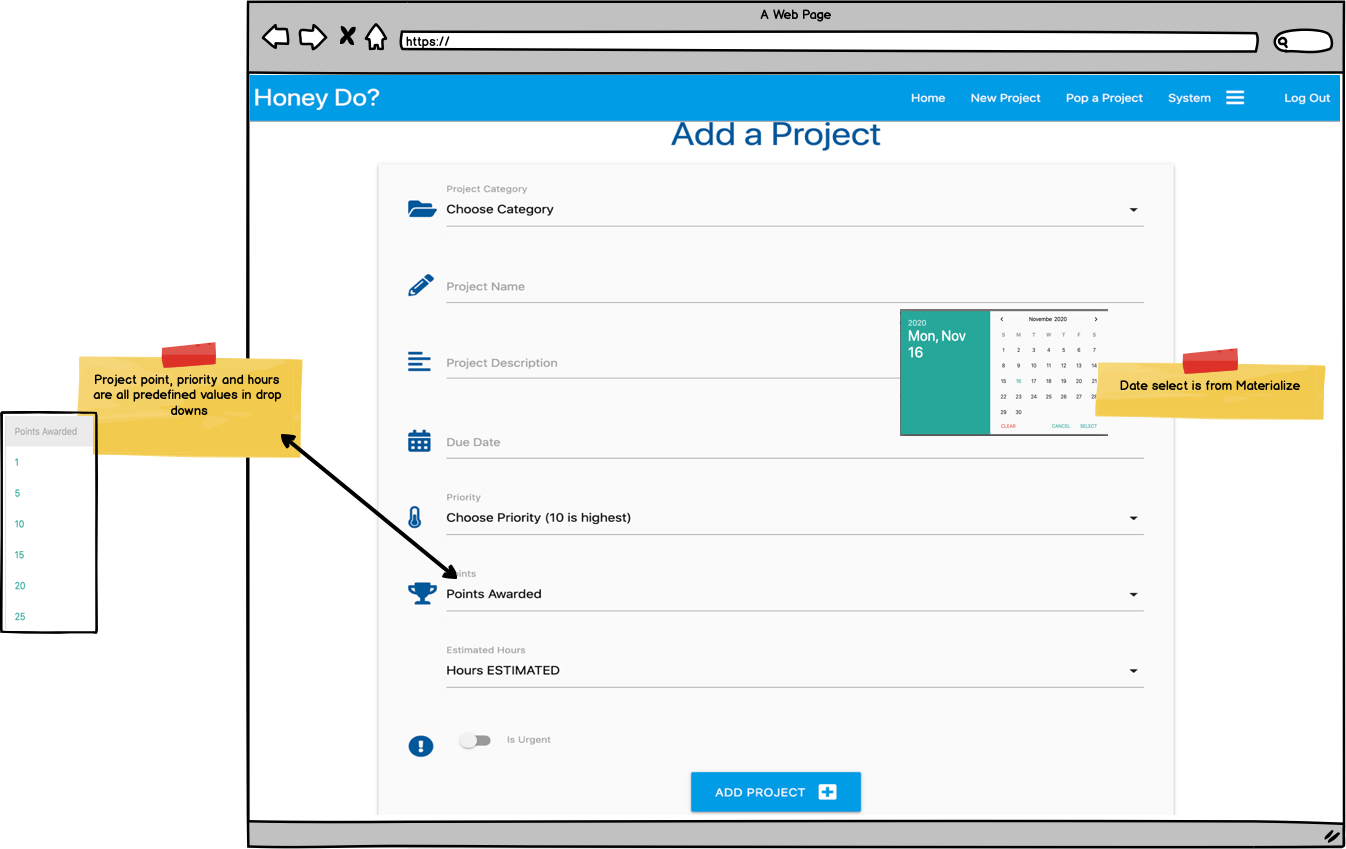 A Web Page
https://
Honey Do?
Home New Project Pop a Project System Log Out
Add a Project
Project Category
Choose Category
Project Name
Project Description
2020
Mon, Nov
16
Novembe 2020
S M T W T F S
1 2 3 4 5 6 7
8 9 10 11 12 13 14
15 16 17 18 19 20 21
22 23 24 25 26 27 28
29 30
CLEAR CANCEL SELECT
Date select is from Materialize
Project point, priority and hours
are all predefined values in drop
downs
Points Awarded
1
5
10
15
20
25
Due Date
Priority
Choose Priority (10 is highest)
oints
Points Awarded
Estimated Hours
Hours ESTIMATED
Is Urgent
ADD PROJECT